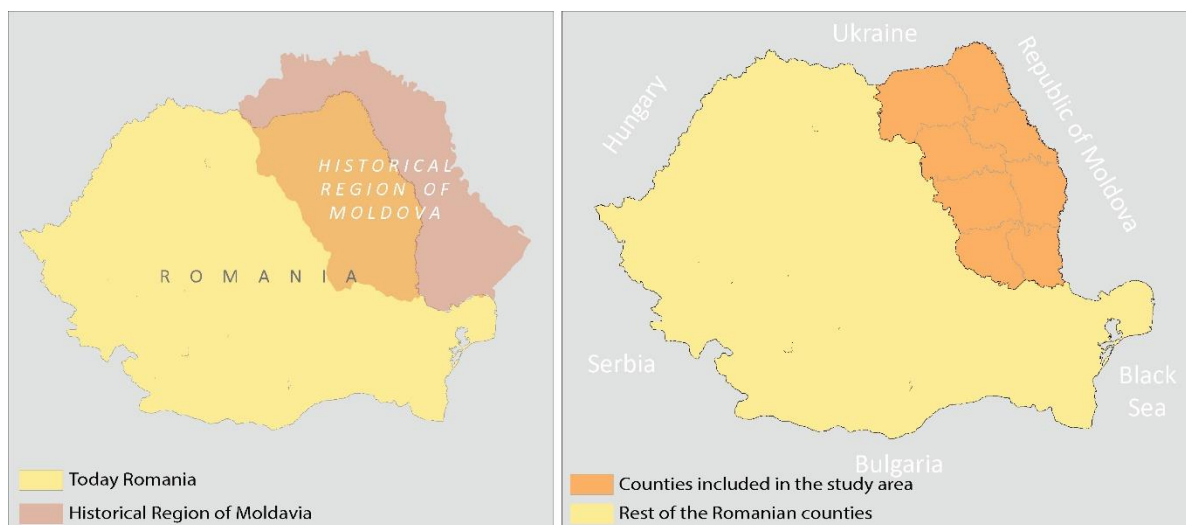 HISTORICAL
REGION OF
MOLDOVA
ROMANIA
Today Romania
Historical Region of Moldavia
Ukraine
Republic of Moldova
Hungary
Serbia
Black
Sea
Bulgaria
Counties included in the study area
Rest of the Romanian counties